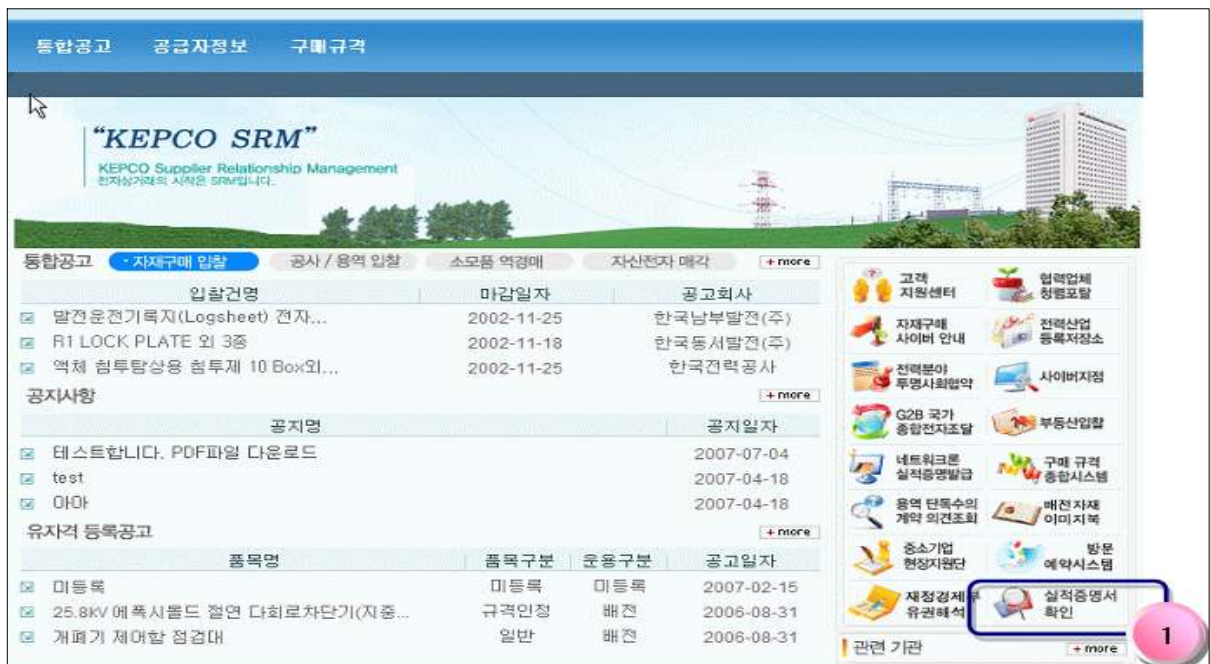 통합공고 공급자정보 구매규격
“KEPCO SRM”
KEPCO Supplier Relationship Management
전자상거래의 시작은 SRM입니다.
통합공고 · 자재구매 입찰 공사 / 용역 입찰 소모품 역경매 자산전자 매각 + more
입찰건명 마감일자 공고회사
발전운전기록지(Logsheet) 전자... 2002-11-25 한국남부발전(주)
R1 LOCK PLATE 외 3종 2002-11-18 한국동서발전(주)
액체 침투탐상용 침투제 10 Box외,... 2002-11-25 한국전력공사
공지사항 + more
공지명 공지일자
테스트합니다. PDF파일 다운로드 2007-07-04
test 2007-04-18
아아 2007-04-18
유자격 등록공고 + more
품목명 품목구분 운용구분 공고일자
미등록 미등록 미등록 2007-02-15
25.8kV 에폭시몰드 절연 다회로차단기(지중... 규격인정 배전 2006-08-31
개폐기 제어함 점검대 일반 배전 2006-08-31
고객
지원센터
협력업체
청렴포탈
자재구매
사이버 안내
전력산업
등록저장소
전력분야
투명사회협약
사이버지점
G2B 국가
종합전자조달
부동산입찰
네트워크론
실적증명발급
구매 규격
종합시스템
용역 단독수의
계약 의견조회
배전자재
이미지북
중소기업
현장지원단
방문
예약시스템
재정경제부
유권해석
실적증명서
확인
1
관련 기관 + more